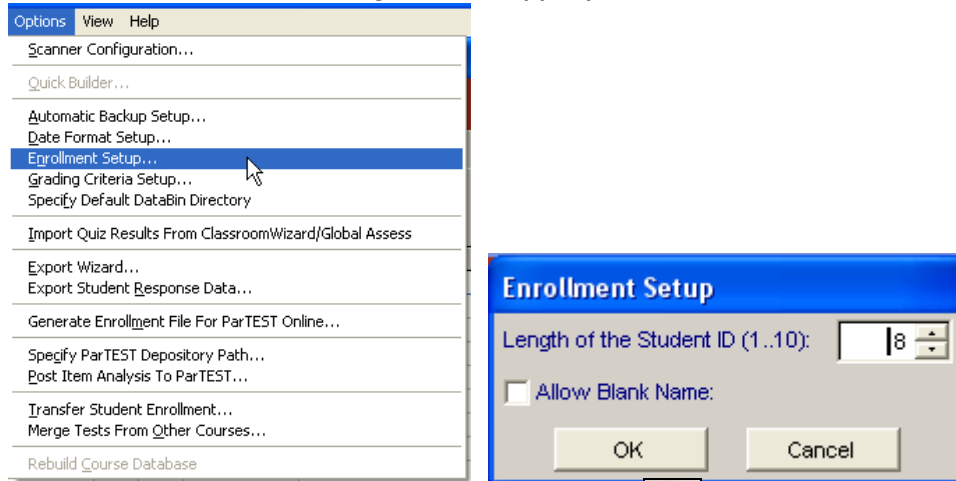 Options View Help
Scanner Configuration...
Quick Builder...
Automatic Backup Setup...
Date Format Setup...
Enrollment Setup...
Grading Criteria Setup...
Specify Default DataBin Directory
Import Quiz Results From ClassroomWizard/Global Assess
Export Wizard...
Export Student Response Data...
Generate Enrollment File For ParTEST Online...
Specify ParTEST Depository Path...
Post Item Analysis To ParTEST...
Transfer Student Enrollment...
Merge Tests From Other Courses...
Rebuild Course Database
Enrollment Setup
Length of the Student ID (1..10): 8
Allow Blank Name:
OK Cancel